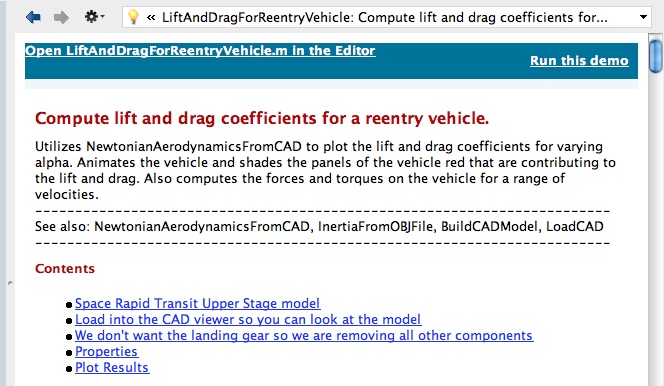 « LiftAndDragForReentryVehicle: Compute lift and drag coefficients for...
Open LiftAndDragForReentryVehicle.m in the Editor
Run this demo
Compute lift and drag coefficients for a reentry vehicle.
Utilizes NewtonianAerodynamicsFromCAD to plot the lift and drag coefficients for varying
alpha. Animates the vehicle and shades the panels of the vehicle red that are contributing to
the lift and drag. Also computes the forces and torques on the vehicle for a range of
velocities.
------------------------------------------------------------------------
See also: NewtonianAerodynamicsFromCAD, InertiaFromOBJFile, BuildCADModel, LoadCAD
------------------------------------------------------------------------
Contents
Space Rapid Transit Upper Stage model
Load into the CAD viewer so you can look at the model
We don't want the landing gear so we are removing all other components
Properties
Plot Results